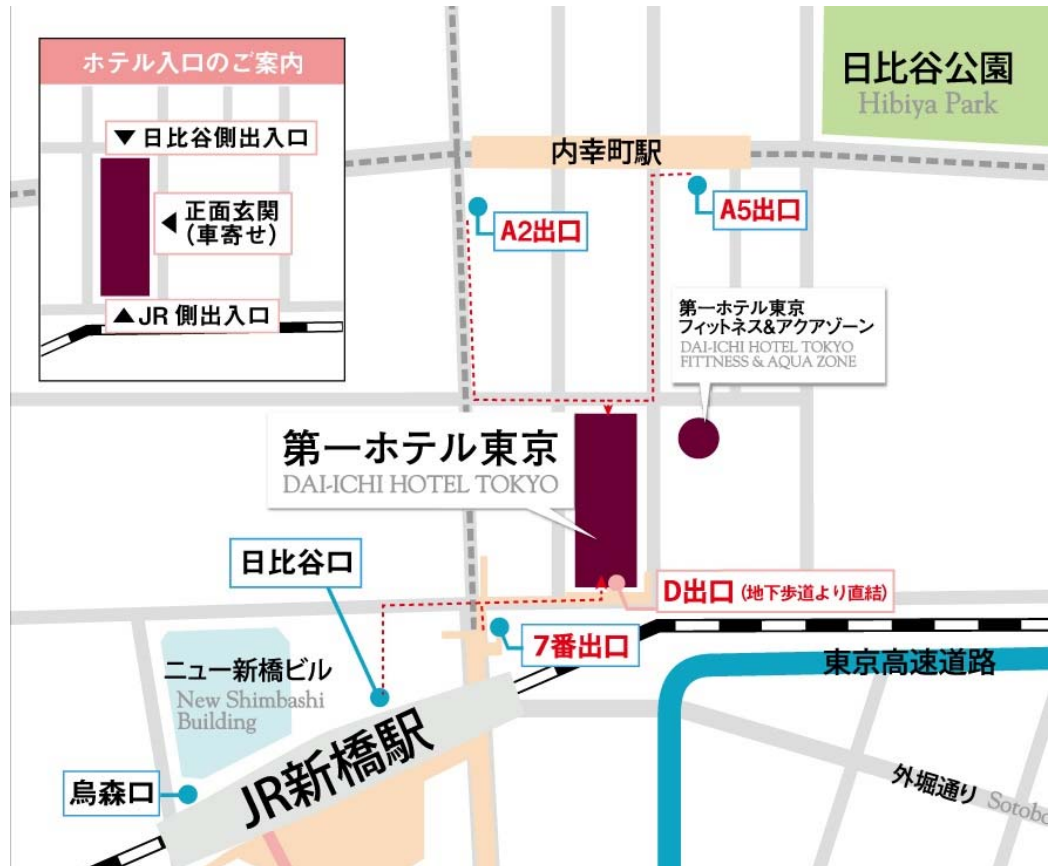 ホテル入口のご案内
▼日比谷側出入口
◀正面玄関
(車寄せ)
▲JR側出入口
日比谷公園
Hibiya Park
内幸町駅
A2出口
A5出口
第一ホテル東京
フィットネス&アクアゾーン
DAI-ICHI HOTEL TOKYO
FITTNESS & AQUA ZONE
第一ホテル東京
DAI-ICHI HOTEL TOKYO
日比谷口
D出口 (地下歩道より直結)
7番出口
東京高速道路
ニュー新橋ビル
New Shimbashi
Building
JR新橋駅
烏森口
外堀通り Sotobo